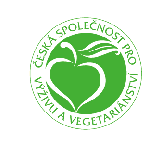 ČESKÁ SPOLEČNOST PRO
VÝŽIVU A VEGETARIÁNSTVÍ